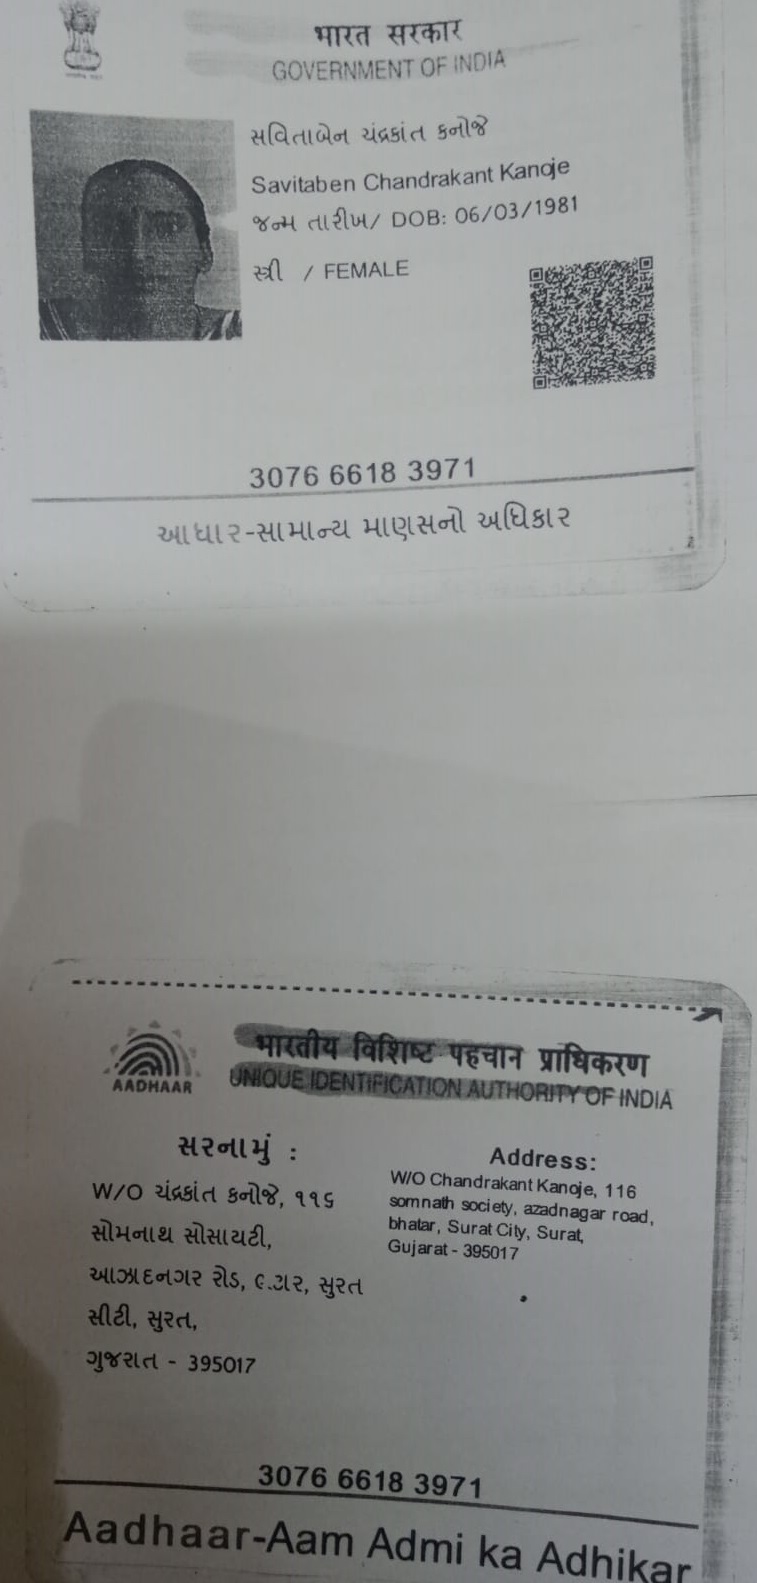 भारत सरकार
GOVERNMENT OF INDIA
સવિતાબેન ચંદ્રકાંત કનોજે
Savitaben Chandrakant Kanoje
જન્મ તારીખ/ DOB: 06/03/1981
સ્ત્રી / FEMALE
3076 6618 3971
આધાર-સામાન્ય માણસનો અધિકાર
भारतीय विशिष्ट पहचान प्राधिकरण
UNIQUE IDENTIFICATION AUTHORITY OF INDIA
AADHAAR
સરનામું :
W/O ચંદ્રકાંત કનોજે, ૧૧૬
સોમનાથ સોસાયટી,
આઝાદનગર રોડ, ભટાર, સુરત
સીટી, સુરત,
ગુજરાત - 395017
Address:
W/O Chandrakant Kanoje, 116
somnath society, azadnagar road,
bhatar, Surat City, Surat,
Gujarat - 395017
3076 6618 3971
Aadhaar-Aam Admi ka Adhikar